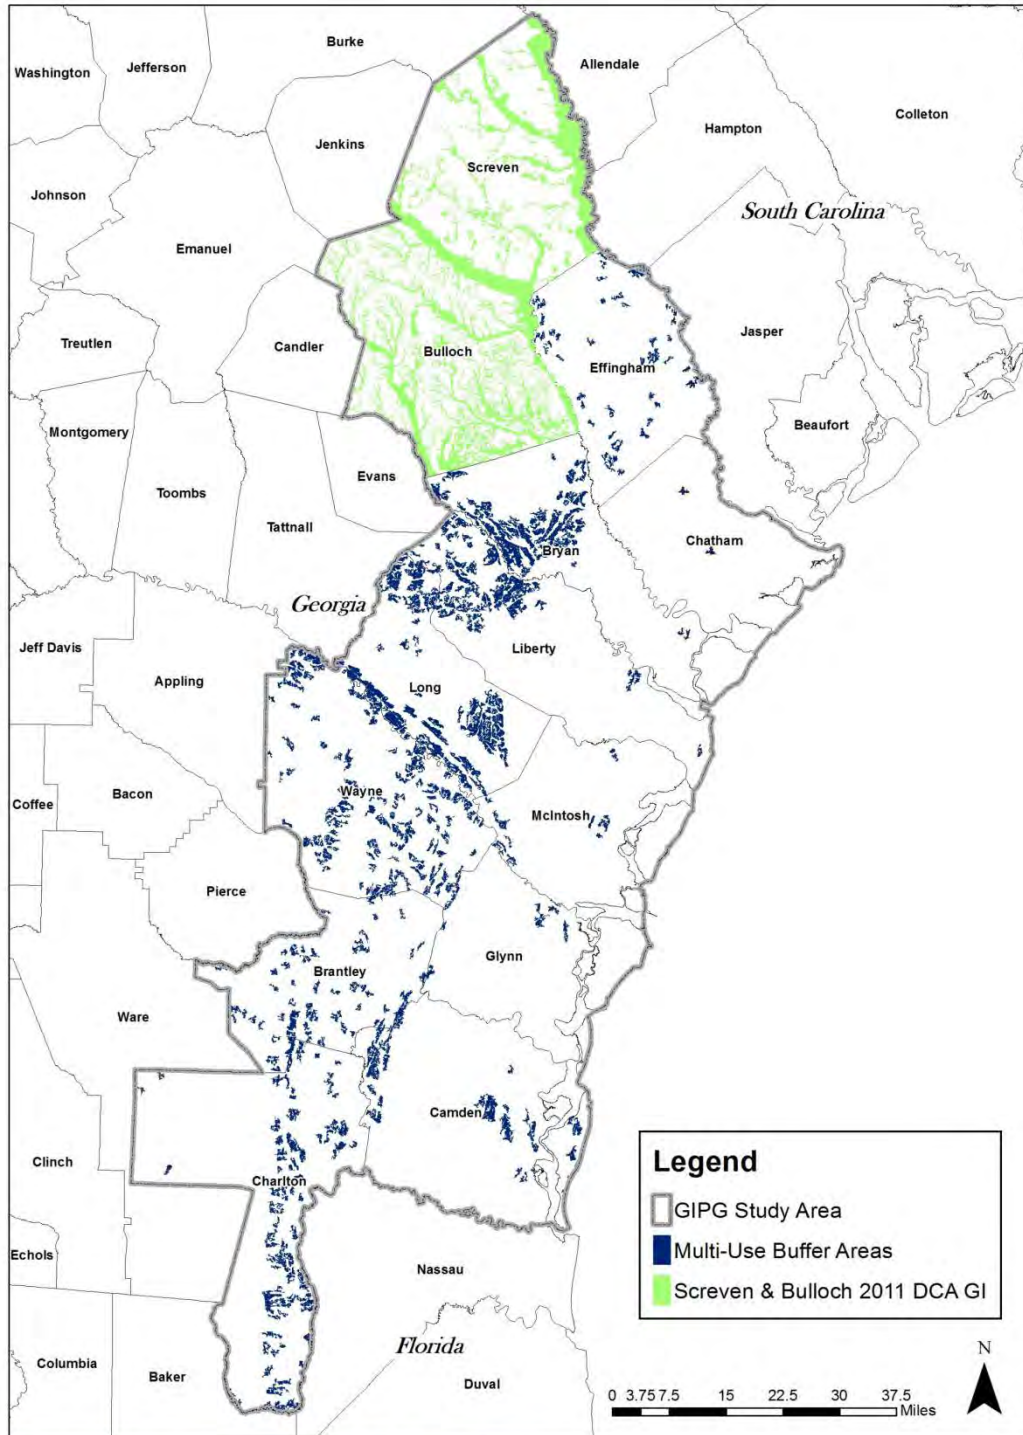 Burke
Washington
Jefferson
Allendale
Colleton
Hampton
Jenkins
Screven
Johnson
South Carolina
Emanuel
Jasper
Treutlen
Candler
Bulloch
Effingham
Beaufort
Montgomery
Evans
Toombs
Tattnall
Chatham
Bryan
Georgia
Jeff Davis
Liberty
Appling
Long
Bacon
Wayne
Coffee
McIntosh
Pierce
Glynn
Brantley
Ware
Camden
Clinch
Charlton
Echols
Nassau
Florida
Columbia
Baker
Duval
Legend
GIPG Study Area
Multi-Use Buffer Areas
Screven & Bulloch 2011 DCA GI
N
0 3.75 7.5 15 22.5 30 37.5
Miles